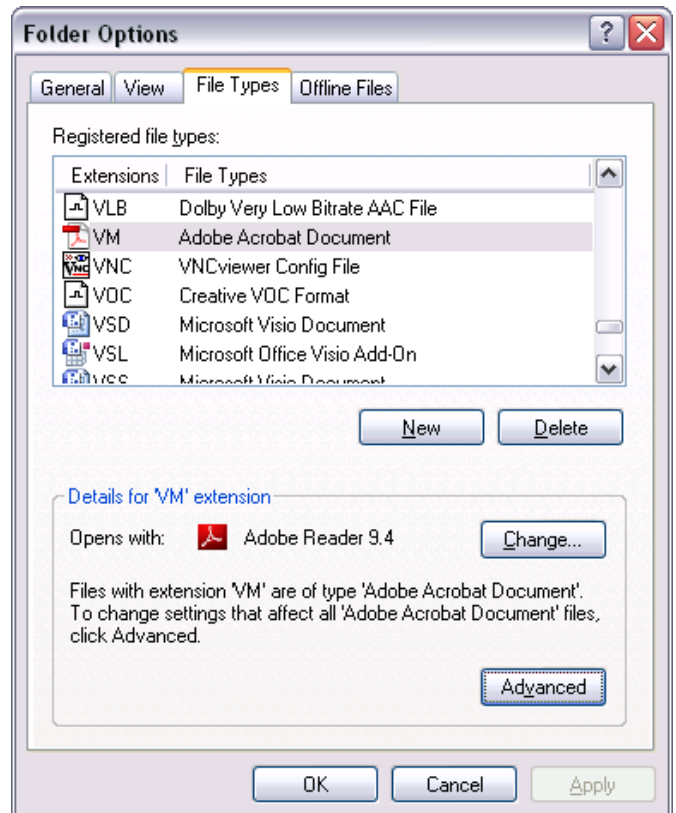 Folder Options
General View File Types Offline Files
Registered file types:
Extensions File Types
VLB Dolby Very Low Bitrate AAC File
VM Adobe Acrobat Document
VNC VNCviewer Config File
VOC Creative VOC Format
VSD Microsoft Visio Document
VSL Microsoft Office Visio Add-On
VSS Microsoft Visio Document
New Delete
Details for 'VM' extension
Opens with: Adobe Reader 9.4 Change...
Files with extension 'VM' are of type 'Adobe Acrobat Document'.
To change settings that affect all 'Adobe Acrobat Document' files,
click Advanced.
Advanced
OK Cancel Apply